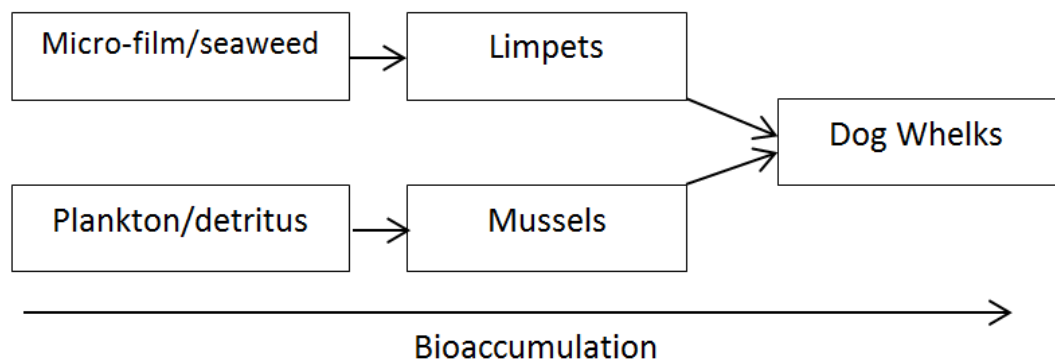 Micro-film/seaweed
Limpets
Dog Whelks
Plankton/detritus
Mussels
Bioaccumulation